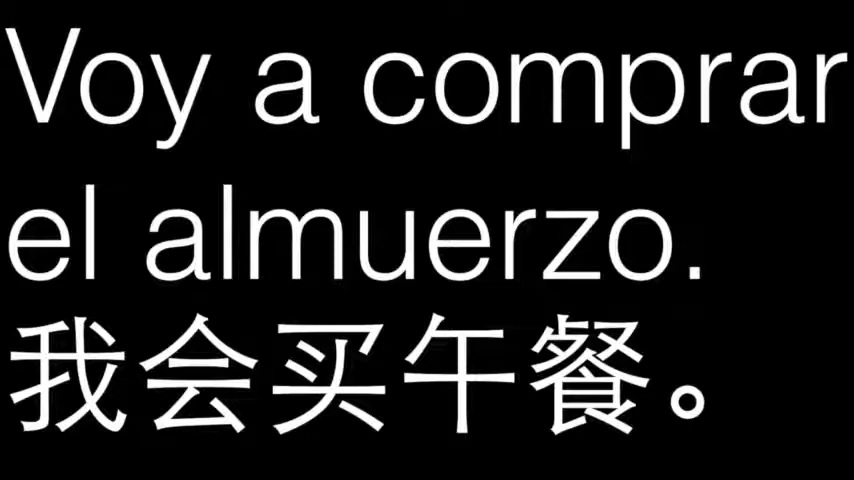 Voy a comprar
el almuerzo.
我会买午餐。